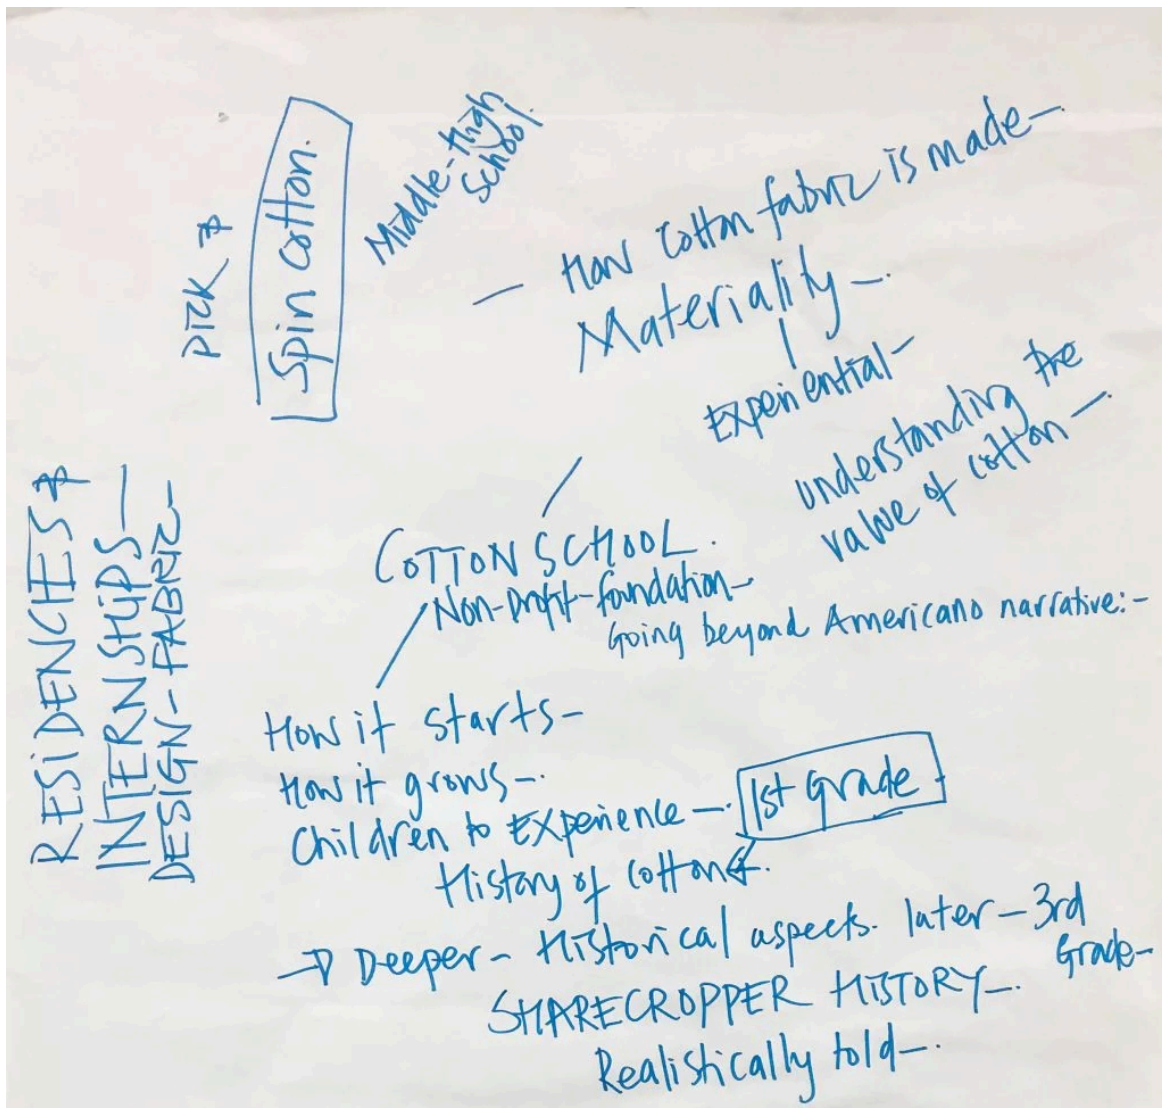 PICK &
Spin cotton.
Middle-High
School.
— How cotton fabric is made—
Materiality—
Experiential—
understanding the
value of cotton—
RESIDENCIES &
INTERNSHIPS—
DESIGN-FABRIC-
COTTON SCHOOL.
Non-profit-foundation—
Going beyond Americano narrative:-
How it starts-
How it grows-.
Children to Experience-. 1st Grade-
History of cotton.
→ Deeper- Historical aspects. later-3rd
Grade-
SHARECROPPER HISTORY-.
Realistically told-.